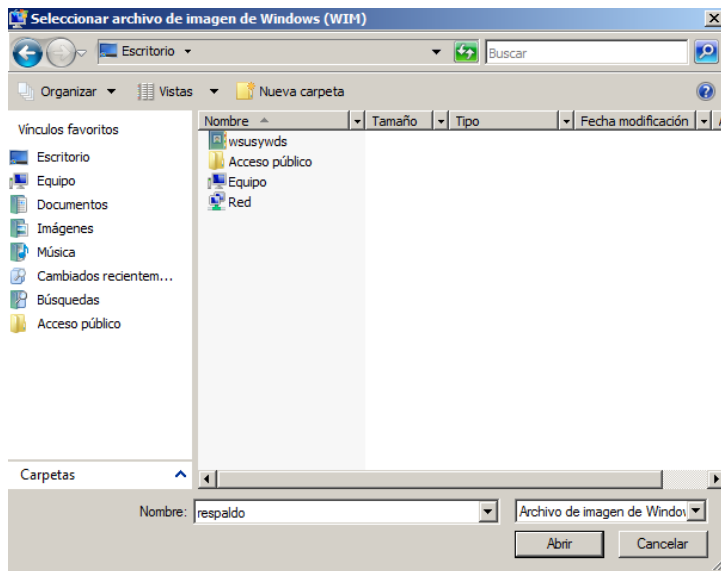 Seleccionar archivo de imagen de Windows (WIM)
Escritorio
Buscar
Organizar Vistas Nueva carpeta
Vínculos favoritos
Escritorio
Equipo
Documentos
Imágenes
Música
Cambiados recientem...
Búsquedas
Acceso público
Carpetas
Nombre Tamaño Tipo Fecha modificación
wsusywds
Acceso público
Equipo
Red
Nombre: respaldo
Archivo de imagen de Window
Abrir Cancelar